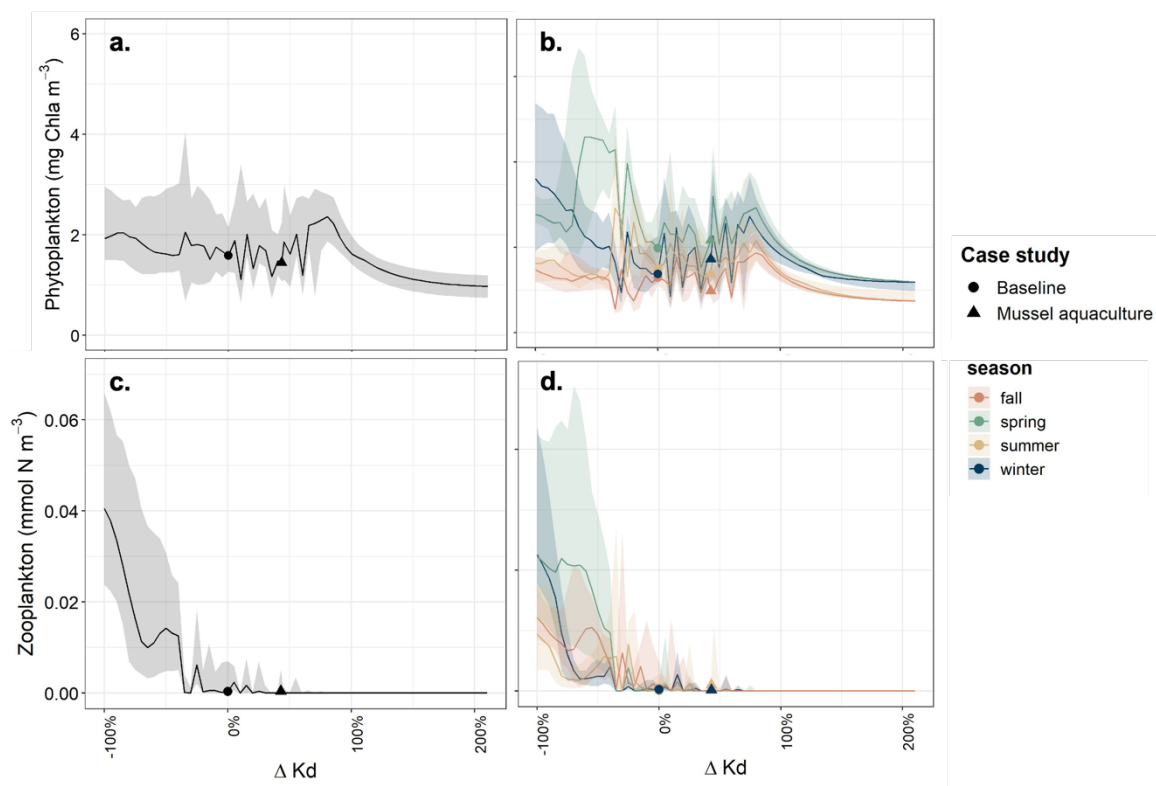 a.
b.
Phytoplankton (mg Chla m⁻³)
6
4
2
0
Case study
Baseline
Mussel aquaculture
season
fall
spring
summer
winter
c.
d.
Zooplankton (mmol N m⁻³)
0.06
0.04
0.02
0.00
-100%
0%
100%
200%
Δ Kd
-100%
0%
100%
200%
Δ Kd